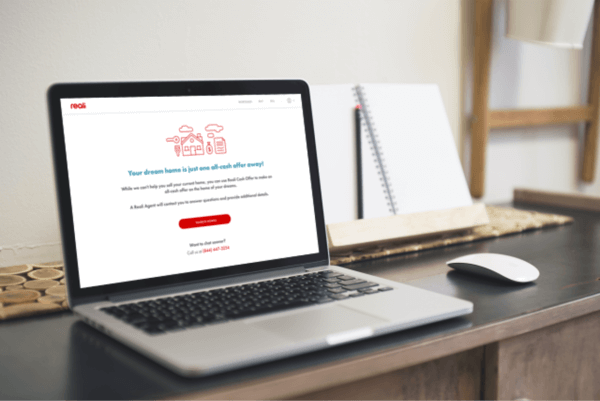 reali
BUY
Your dream home is just one all-cash offer away!
While we can't help you sell your current home, you can use Reali Cash Offer to make an
all-cash offer on the home of your dreams.
A Reali Agent will contact you to answer questions and provide additional details.
Want to chat sooner?
Call us at